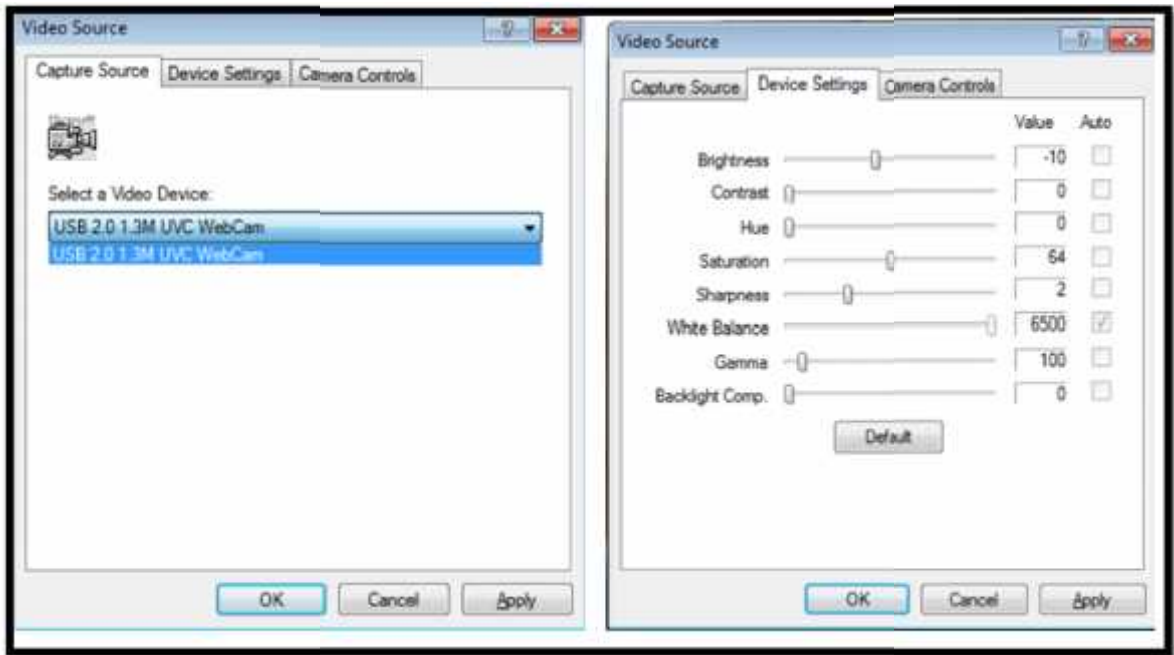 Video Source
Capture Source Device Settings Camera Controls
Select a Video Device:
USB 2.0 1.3M UVC WebCam
USB 2.0 1.3M UVC WebCam
OK Cancel Apply
Video Source
Capture Source Device Settings Camera Controls
Value Auto
Brightness -10
Contrast 0
Hue 0
Saturation 64
Sharpness 2
White Balance 6500
Gamma 100
Backlight Comp. 0
Default
OK Cancel Apply